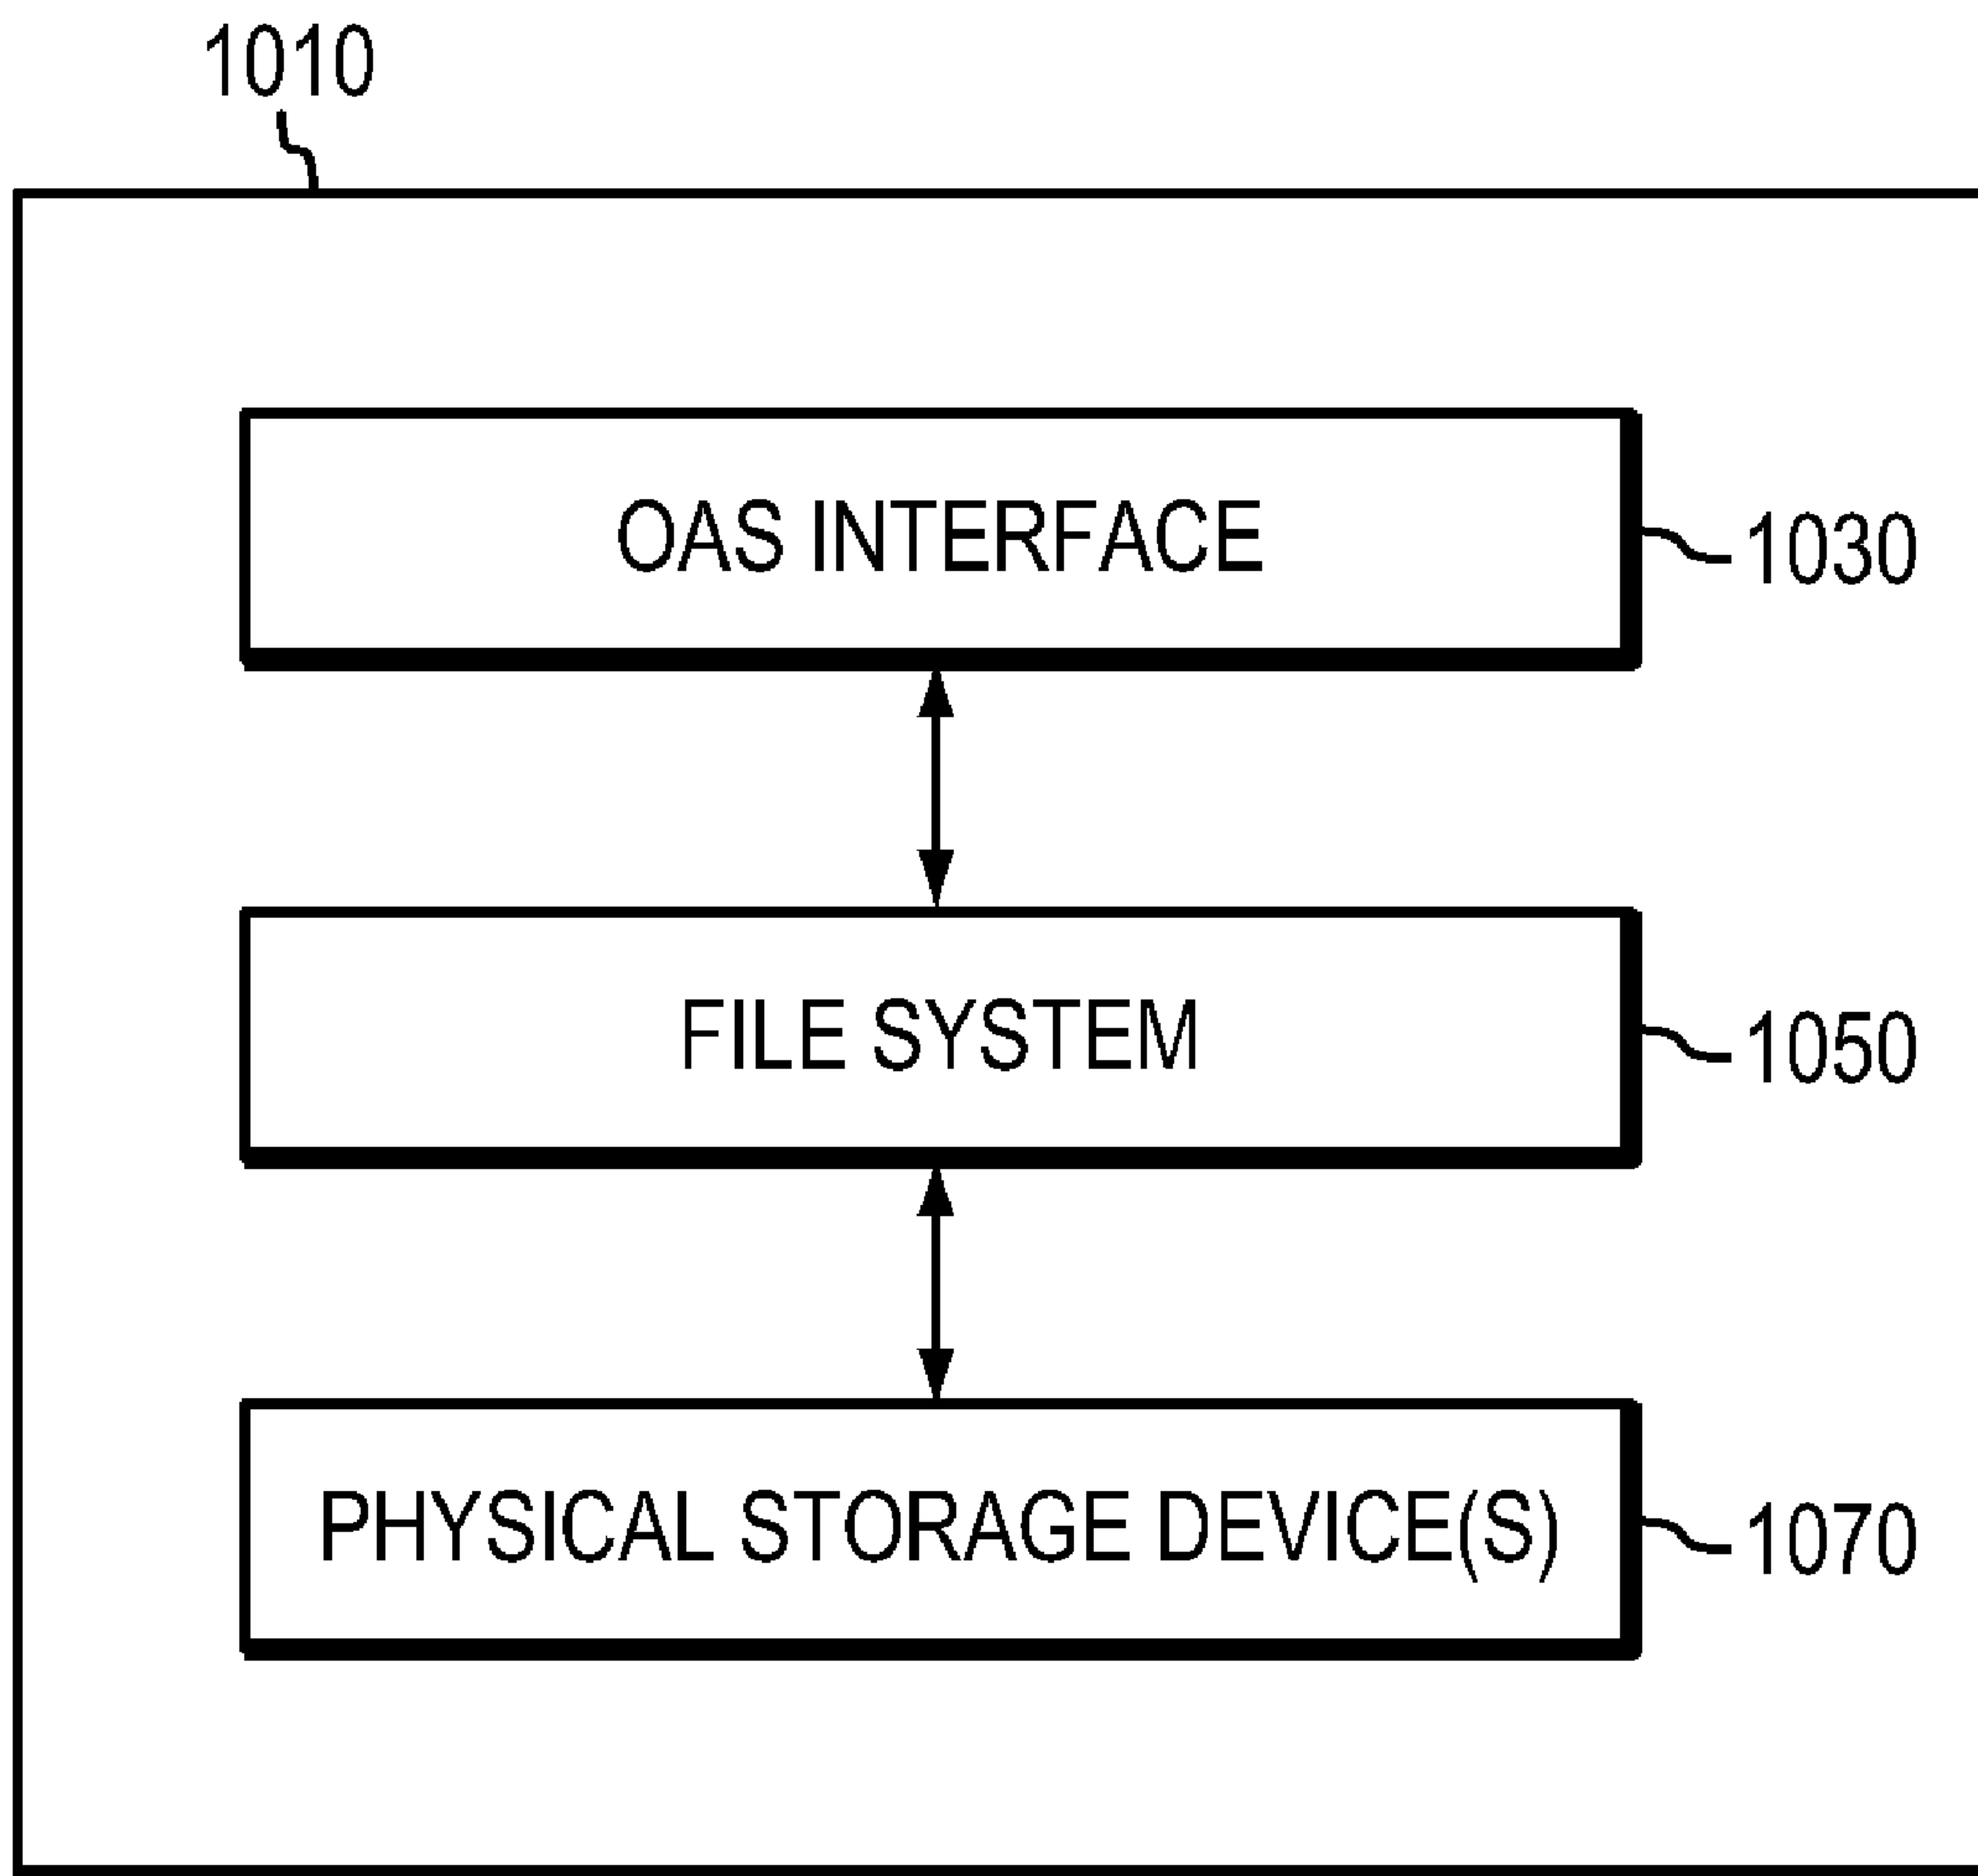 1010
OAS INTERFACE
1030
FILE SYSTEM
1050
PHYSICAL STORAGE DEVICE(S)
1070